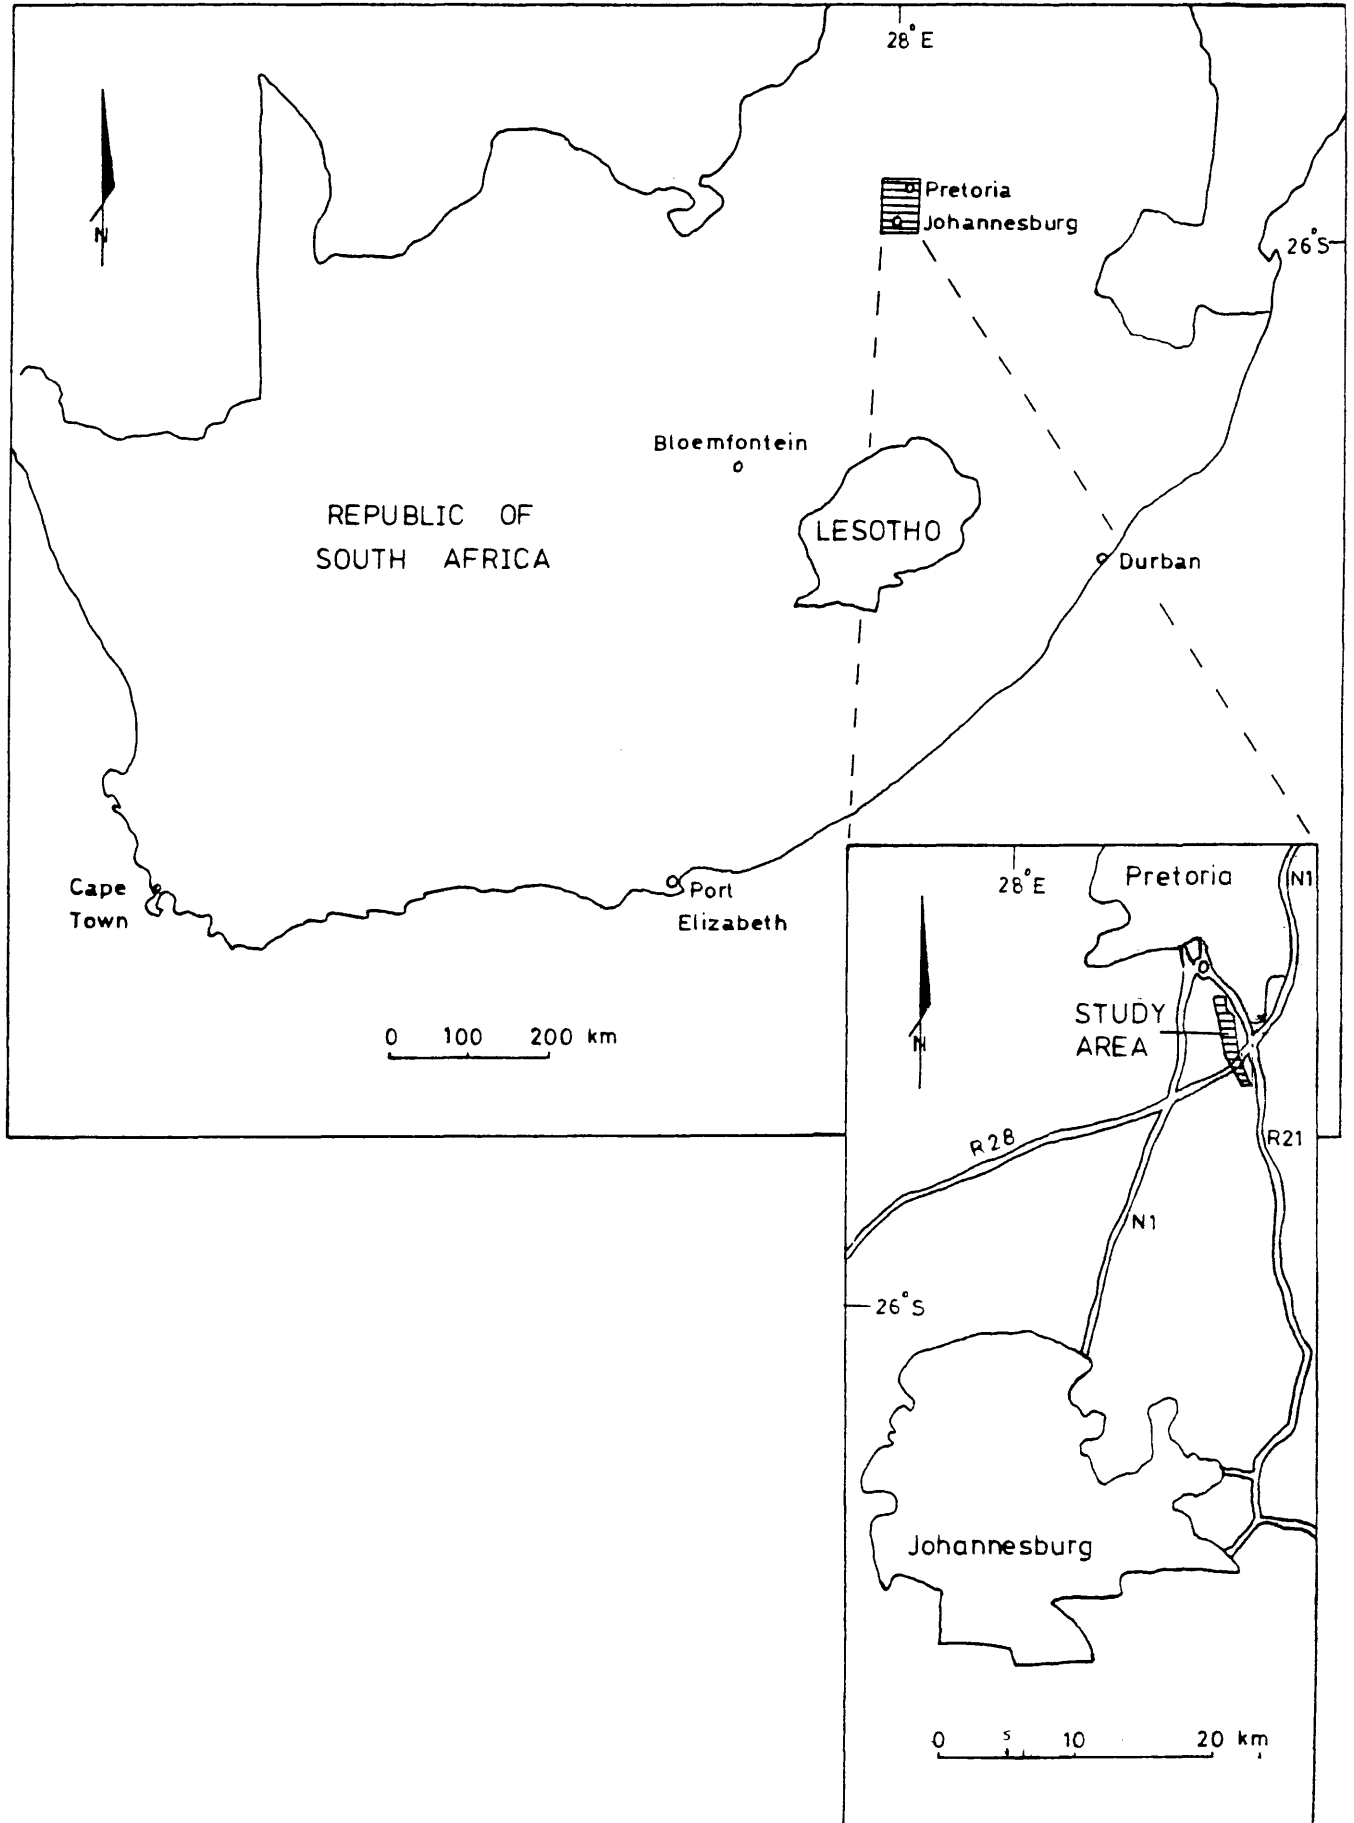 28°E
N
Pretoria
Johannesburg
26°S
Bloemfontein
REPUBLIC OF
SOUTH AFRICA
LESOTHO
Durban
Cape
Town
Port
Elizabeth
0 100 200 km
28°E
Pretoria
N1
N
STUDY
AREA
R28
R21
N1
26°S
Johannesburg
0 5 10 20 km